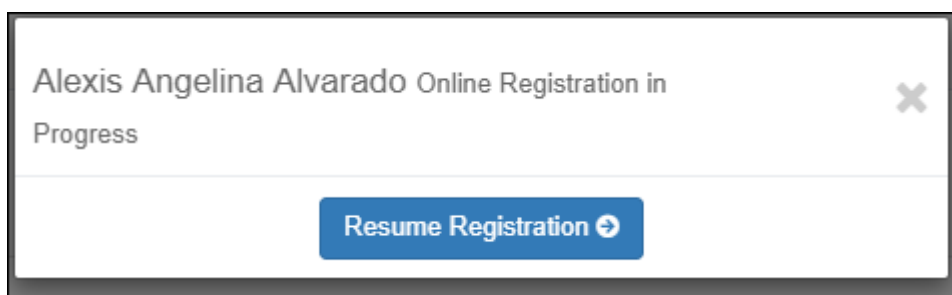 Alexis Angelina Alvarado Online Registration in
Progress
Resume Registration